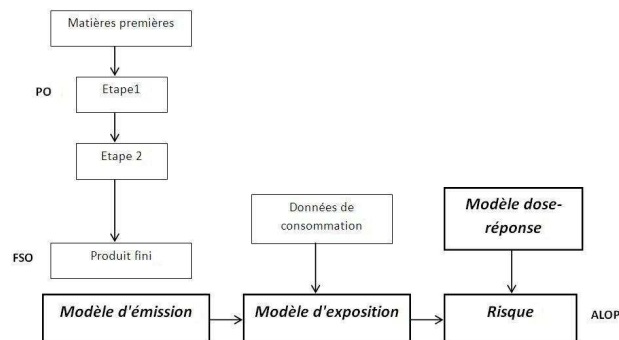 Matières premières
PO
Etape1
Etape 2
Données de
consommation
Modèle dose-
réponse
FSO
Produit fini
Modèle d'émission
Modèle d'exposition
Risque
ALOP